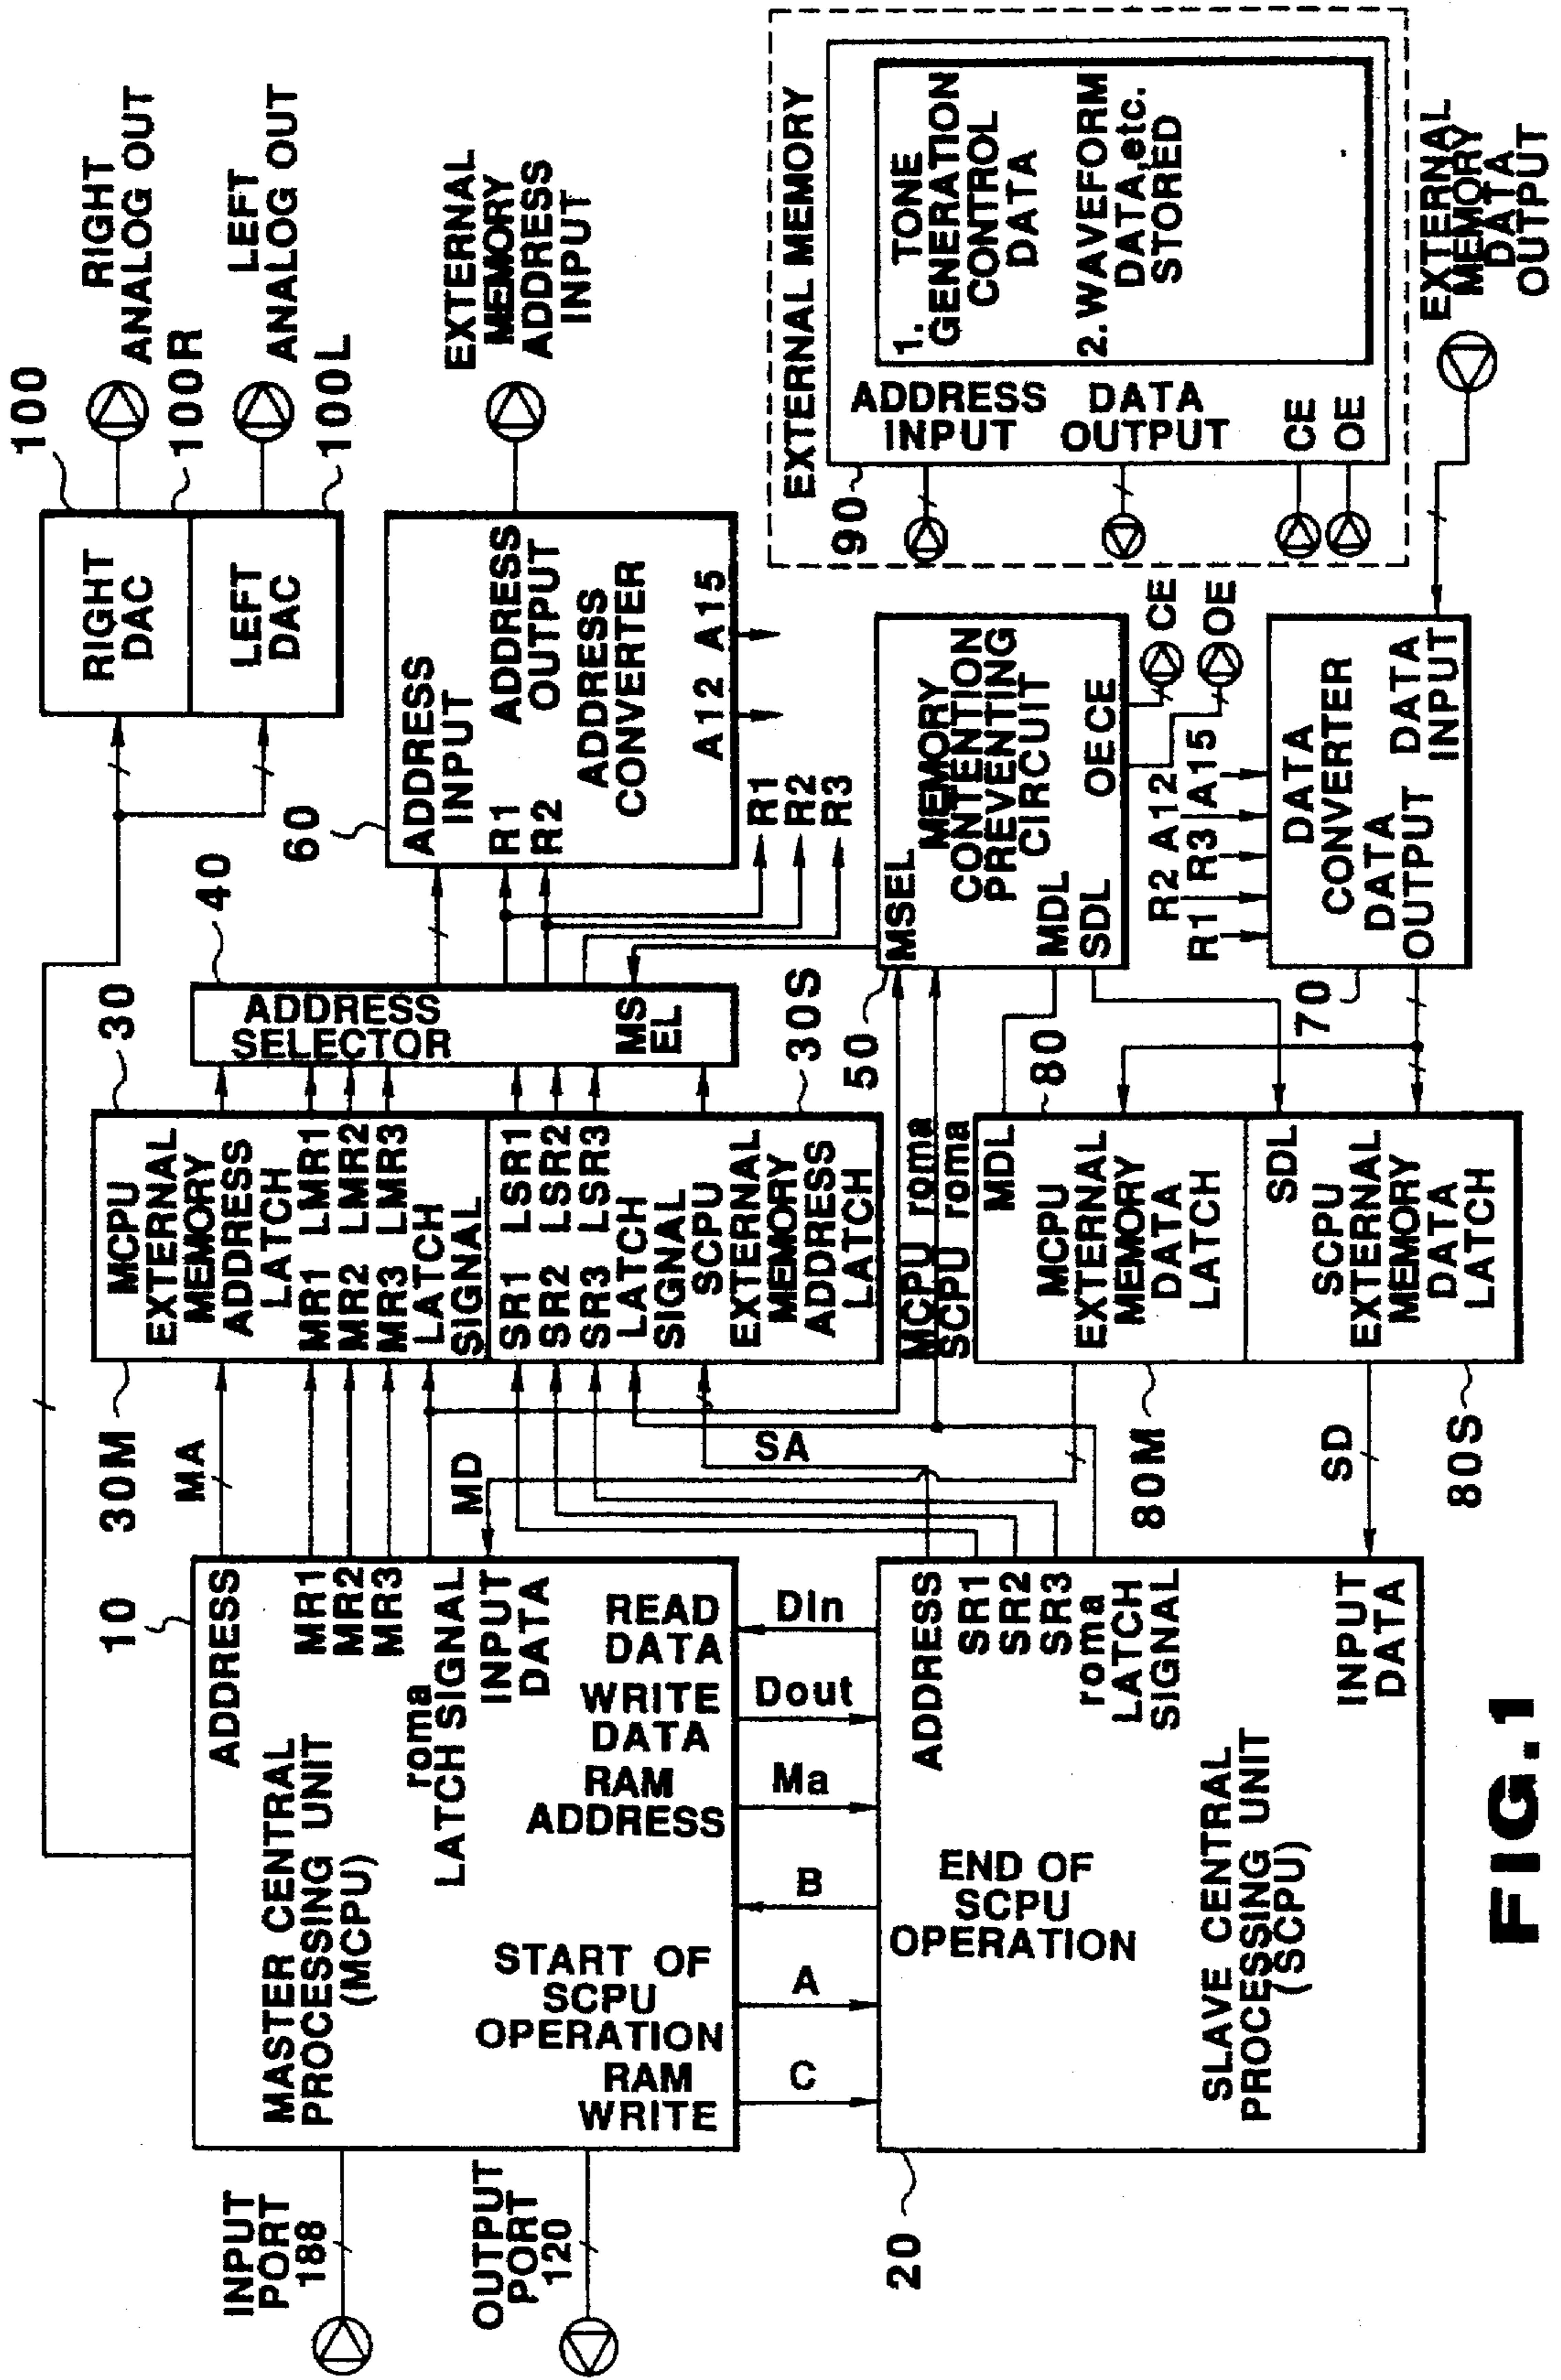 INPUT
PORT
188
OUTPUT
PORT
120
10
MASTER CENTRAL
PROCESSING UNIT
(MCPU)
ADDRESS
MR1
MR2
MR3
roma
LATCH SIGNAL
INPUT
DATA
READ
DATA
WRITE
DATA
RAM
ADDRESS
START OF
SCPU
OPERATION
RAM
WRITE
Din
Dout
Ma
B
A
C
20
END OF
SCPU
OPERATION
SLAVE CENTRAL
PROCESSING UNIT
(SCPU)
ADDRESS
SR1
SR2
SR3
roma
LATCH
SIGNAL
INPUT
DATA
MA
MD
SA
SD
30M
30
MCPU
EXTERNAL
MEMORY
ADDRESS
LATCH
MR1 LMR1
MR2 LMR2
MR3 LMR3
LATCH
SIGNAL
SR1 LSR1
SR2 LSR2
SR3 LSR3
LATCH
SIGNAL
SCPU
EXTERNAL
MEMORY
ADDRESS
LATCH
30S
MCPU roma
SCPU roma
80
MDL
MCPU
EXTERNAL
MEMORY
DATA
LATCH
SDL
SCPU
EXTERNAL
MEMORY
DATA
LATCH
80M
80S
40
ADDRESS
SELECTOR
MS
EL
60
ADDRESS
INPUT
R1
R2
ADDRESS
OUTPUT
ADDRESS
CONVERTER
A12 A15
R1
R2
R3
50
MSEL
MEMORY
CONTENTION
PREVENTING
CIRCUIT
MDL
SDL
OECE
CE
OE
70
R1
R2
R3
A12
A15
DATA
CONVERTER
DATA
OUTPUT
DATA
INPUT
100
RIGHT
DAC
LEFT
DAC
100R
100L
RIGHT
ANALOG OUT
LEFT
ANALOG OUT
EXTERNAL
MEMORY
ADDRESS
INPUT
EXTERNAL MEMORY
90
ADDRESS
INPUT
DATA
OUTPUT
CE
OE
1. TONE
GENERATION
CONTROL
DATA
2. WAVEFORM
DATA, etc.
STORED
EXTERNAL
MEMORY
DATA
OUTPUT
FIG.1